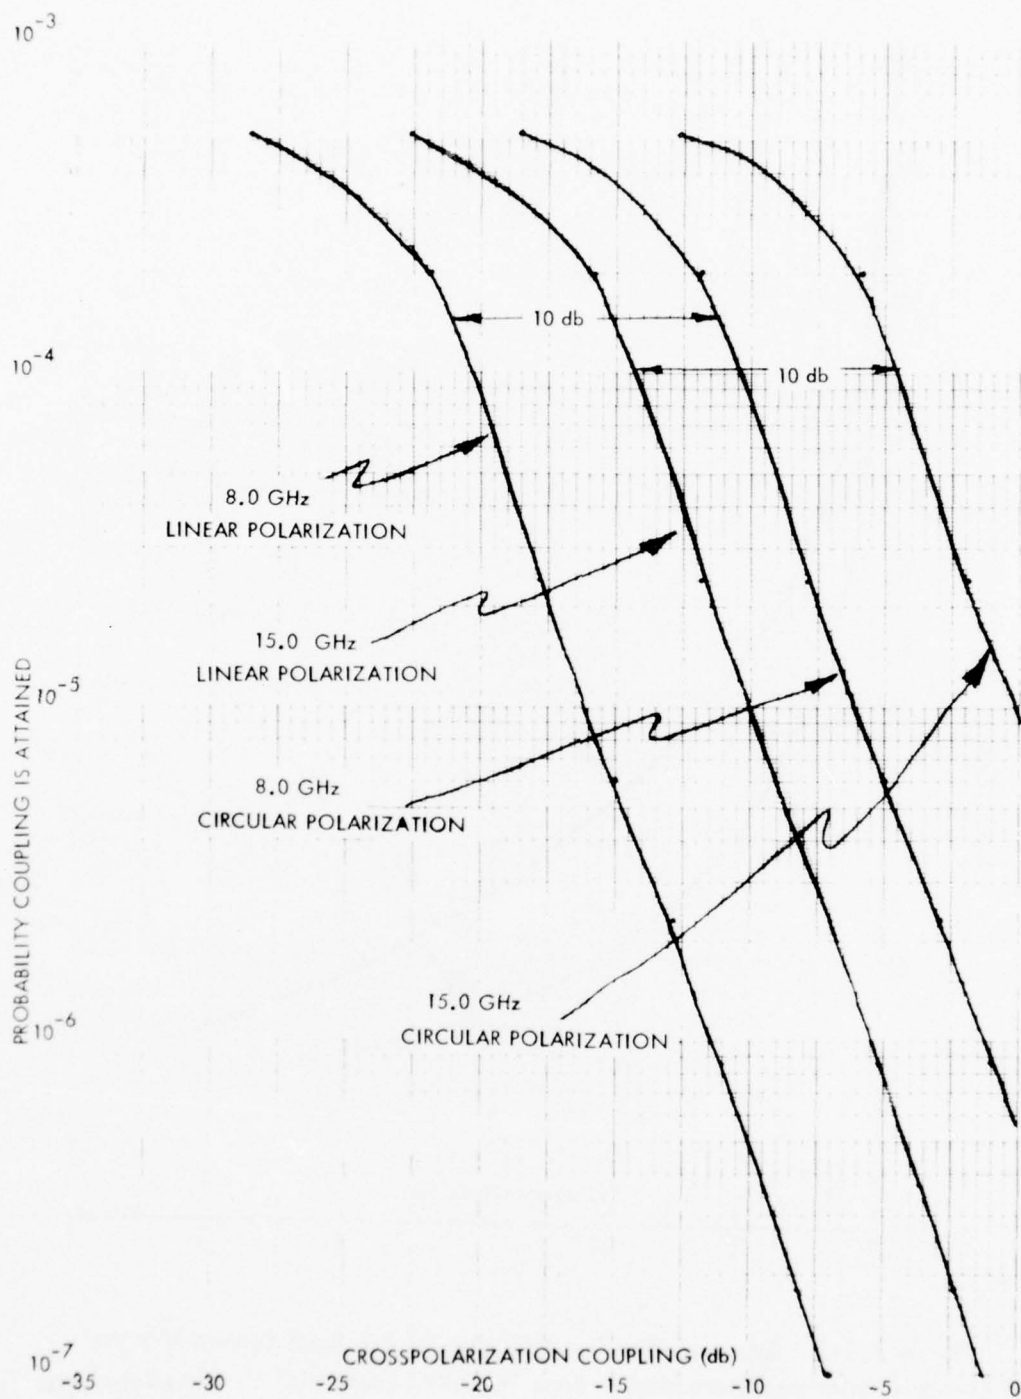 10-3
10 db
10-4
10 db
8.0 GHz
LINEAR POLARIZATION
15.0 GHz
LINEAR POLARIZATION
PROBABILITY COUPLING IS ATTAINED
10-5
8.0 GHz
CIRCULAR POLARIZATION
15.0 GHz
CIRCULAR POLARIZATION
10-6
10-7
CROSSPOLARIZATION COUPLING (db)
-35 -30 -25 -20 -15 -10 -5 0